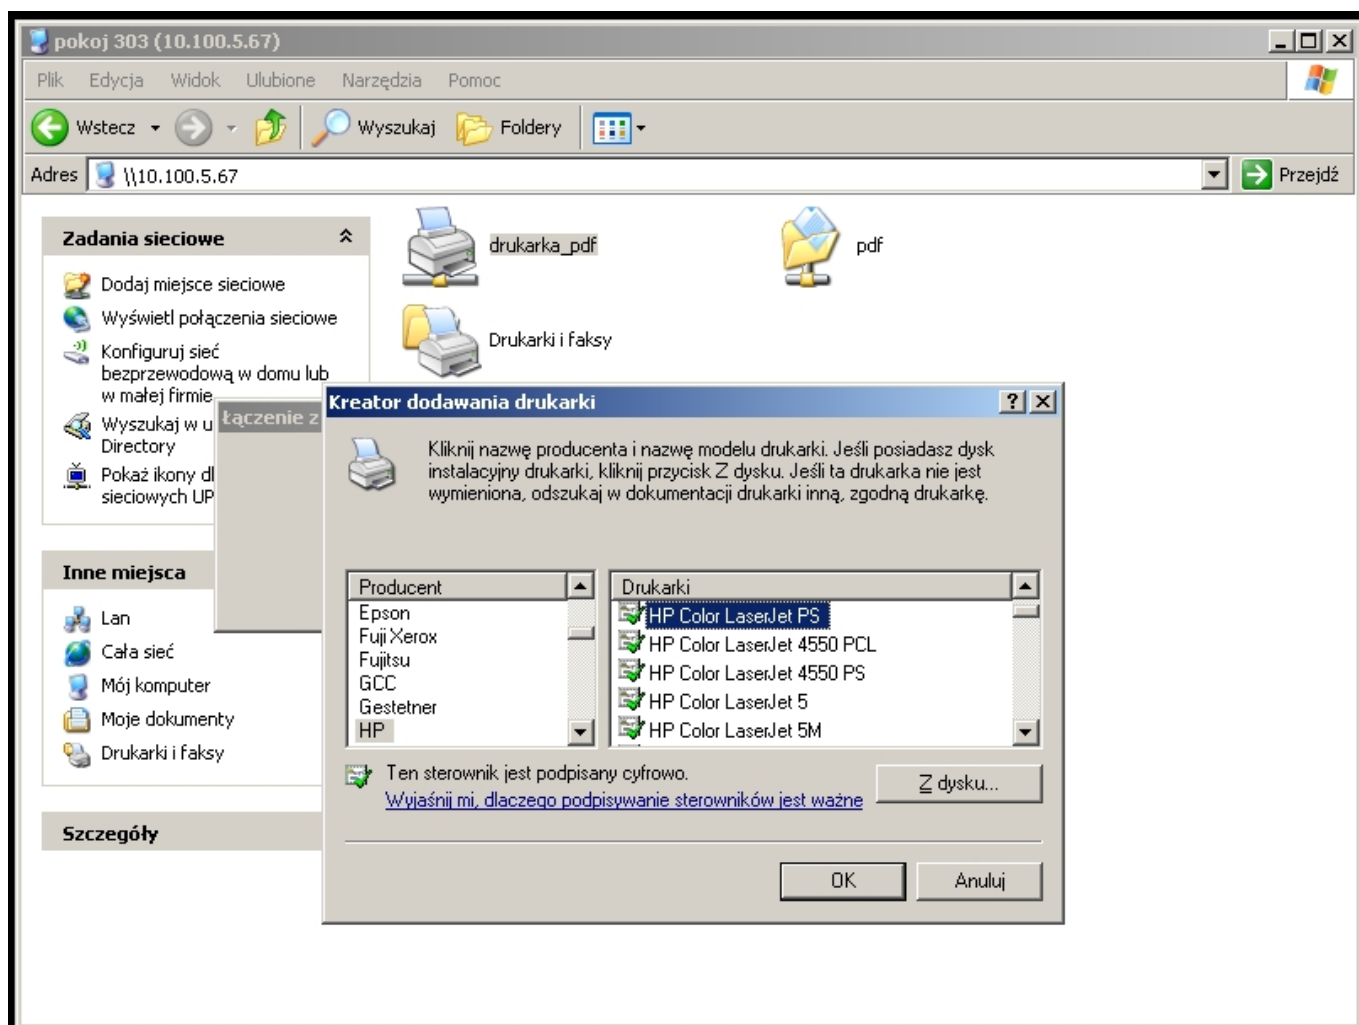 pokoj 303 (10.100.5.67)
Plik Edycja Widok Ulubione Narzędzia Pomoc
Wstecz Wyszukaj Foldery
Adres \\10.100.5.67 Przejdź
Zadania sieciowe
Dodaj miejsce sieciowe
Wyświetl połączenia sieciowe
Konfiguruj sieć
bezprzewodową w domu lub
w małej firmie
Wyszukaj w u
Directory
Pokaż ikony dl
sieciowych UP
Inne miejsca
Lan
Cała sieć
Mój komputer
Moje dokumenty
Drukarki i faksy
Szczegóły
drukarka_pdf
pdf
Drukarki i faksy
Łączenie z
Kreator dodawania drukarki
Kliknij nazwę producenta i nazwę modelu drukarki. Jeśli posiadasz dysk
instalacyjny drukarki, kliknij przycisk Z dysku. Jeśli ta drukarka nie jest
wymieniona, odszukaj w dokumentacji drukarki inną, zgodną drukarkę.
Producent
Epson
Fuji Xerox
Fujitsu
GCC
Gestetner
HP
Drukarki
HP Color LaserJet PS
HP Color LaserJet 4550 PCL
HP Color LaserJet 4550 PS
HP Color LaserJet 5
HP Color LaserJet 5M
Ten sterownik jest podpisany cyfrowo.
Wyjaśnij mi, dlaczego podpisywanie sterowników jest ważne
Z dysku...
OK Anuluj